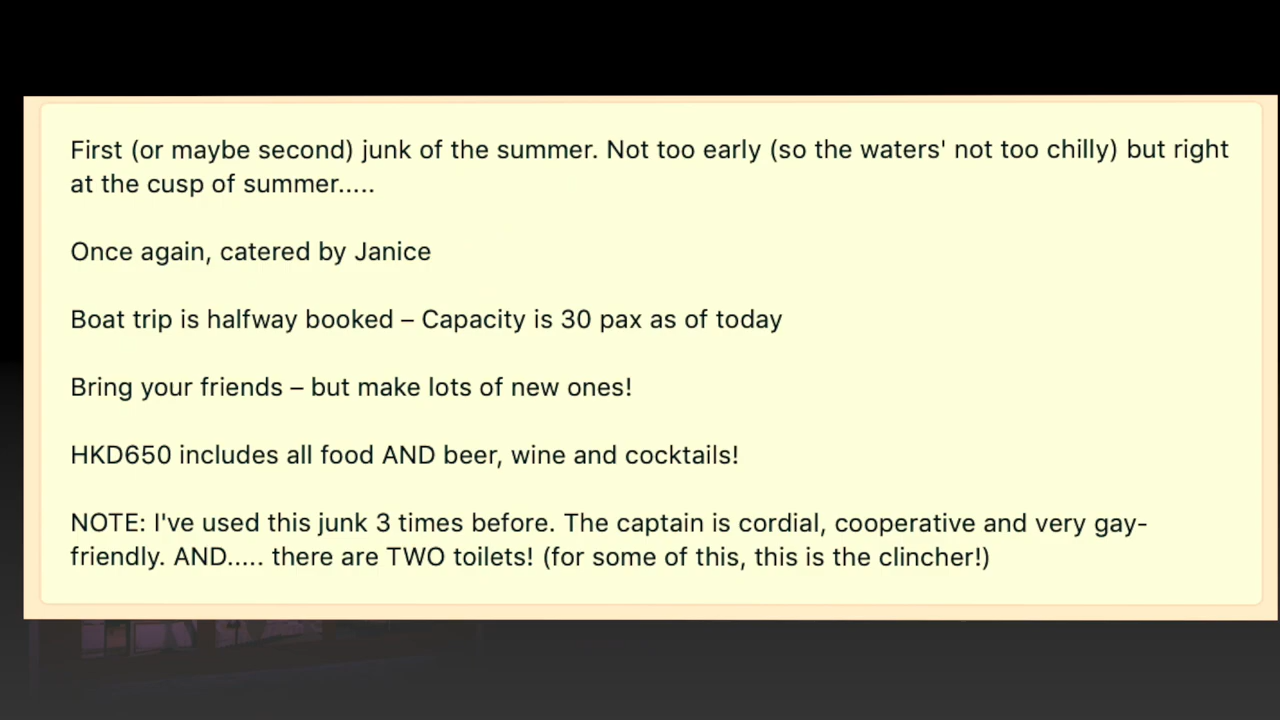 First (or maybe second) junk of the summer. Not too early (so the waters' not too chilly) but right
at the cusp of summer.....
Once again, catered by Janice
Boat trip is halfway booked – Capacity is 30 pax as of today
Bring your friends – but make lots of new ones!
HKD650 includes all food AND beer, wine and cocktails!
NOTE: I've used this junk 3 times before. The captain is cordial, cooperative and very gay-
friendly. AND..... there are TWO toilets! (for some of this, this is the clincher!)